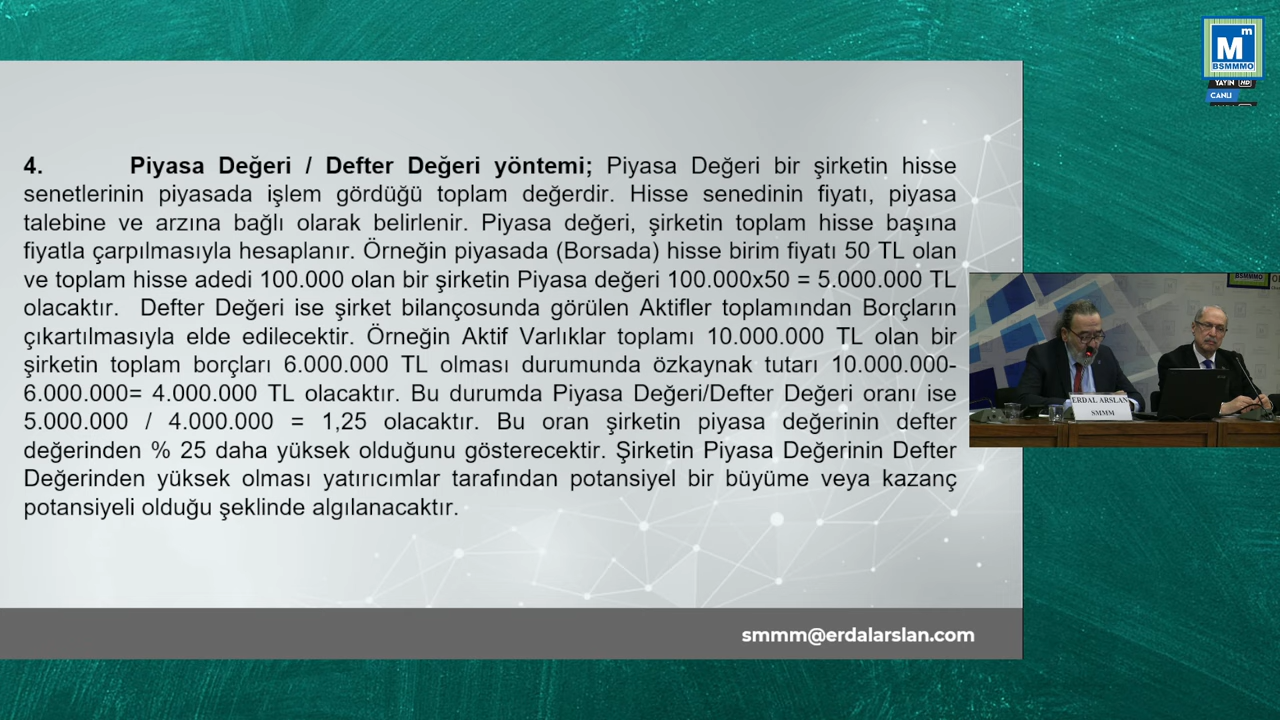 4. Piyasa Değeri / Defter Değeri yöntemi; Piyasa Değeri bir şirketin hisse
senetlerinin piyasada işlem gördüğü toplam değerdir. Hisse senedinin fiyatı, piyasa
talebine ve arzına bağlı olarak belirlenir. Piyasa değeri, şirketin toplam hisse başına
fiyatla çarpılmasıyla hesaplanır. Örneğin piyasada (Borsada) hisse birim fiyatı 50 TL olan
ve toplam hisse adedi 100.000 olan bir şirketin Piyasa değeri 100.000x50 = 5.000.000 TL
olacaktır. Defter Değeri ise şirket bilançosunda görülen Aktifler toplamından Borçların
çıkartılmasıyla elde edilecektir. Örneğin Aktif Varlıklar toplamı 10.000.000 TL olan bir
şirketin toplam borçları 6.000.000 TL olması durumunda özkaynak tutarı 10.000.000-
6.000.000= 4.000.000 TL olacaktır. Bu durumda Piyasa Değeri/Defter Değeri oranı ise
5.000.000 / 4.000.000 = 1,25 olacaktır. Bu oran şirketin piyasa değerinin defter
değerinden % 25 daha yüksek olduğunu gösterecektir. Şirketin Piyasa Değerinin Defter
Değerinden yüksek olması yatırıcımlar tarafından potansiyel bir büyüme veya kazanç
potansiyeli olduğu şeklinde algılanacaktır.
smmm@erdalarslan.com
Mm
BSMMMO
YAYIN HD
CANLI
BSMMMO
ERDAL ARSLAN
SMMM